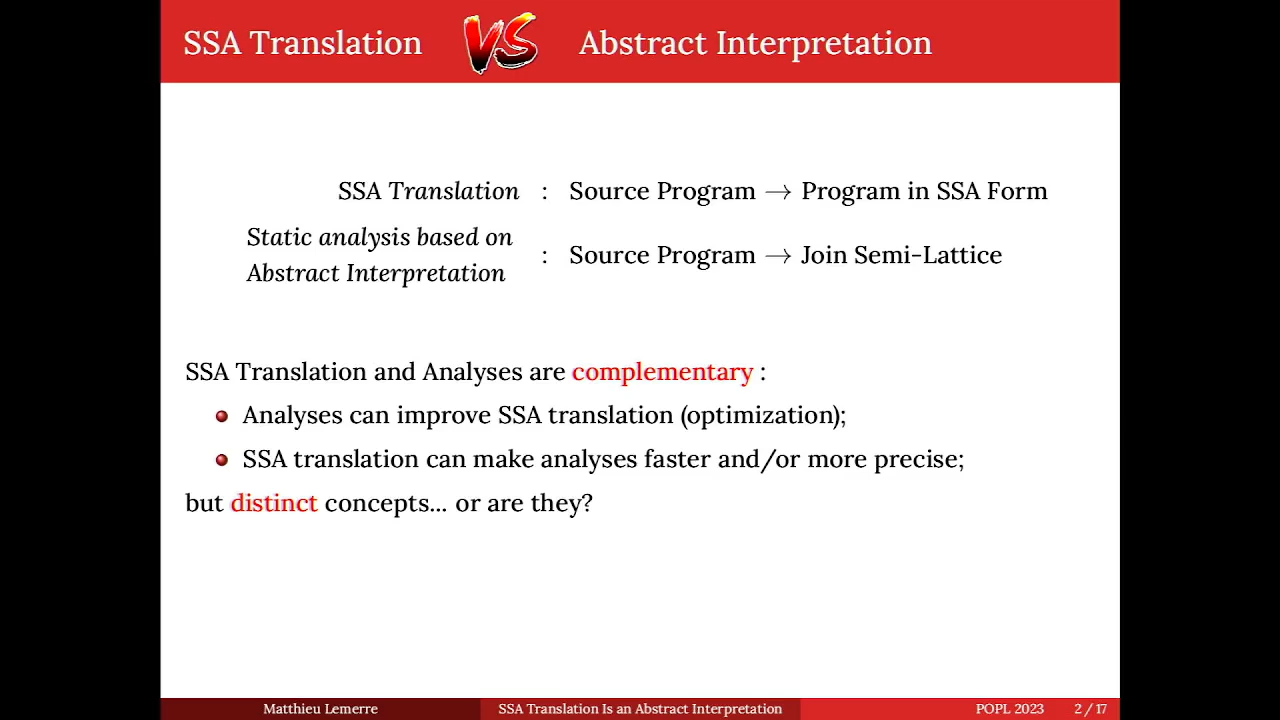 SSA Translation VS Abstract Interpretation
SSA Translation : Source Program → Program in SSA Form
Static analysis based on
Abstract Interpretation : Source Program → Join Semi-Lattice
SSA Translation and Analyses are complementary :
Analyses can improve SSA translation (optimization);
SSA translation can make analyses faster and/or more precise;
but distinct concepts... or are they?
Matthieu Lemerre SSA Translation Is an Abstract Interpretation POPL 2023 2 / 17